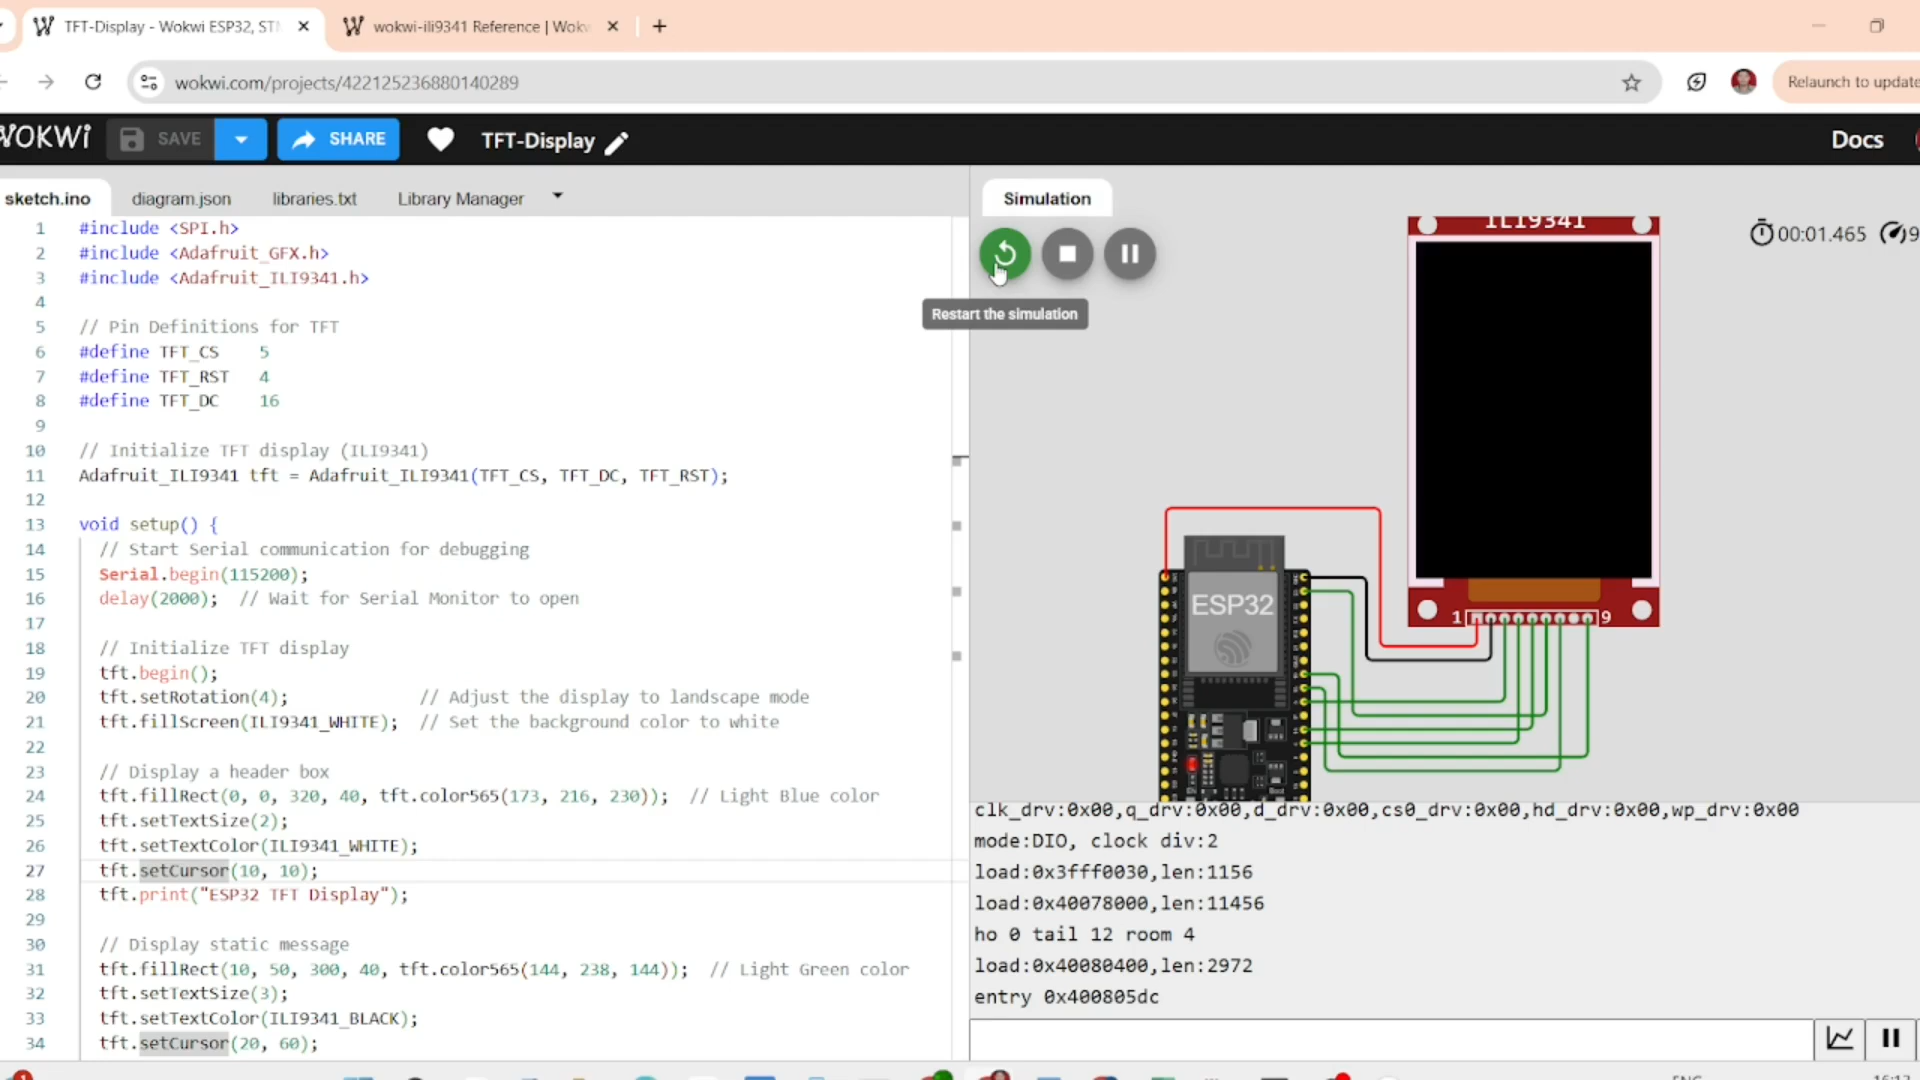 TFT-Display - Wokwi ESP32, STM
wokwi-ili9341 Reference | Wokw
wokwi.com/projects/422125236880140289
Relaunch to update
WOKWi
SAVE
SHARE
TFT-Display
Docs
sketch.ino
diagram.json
libraries.txt
Library Manager
Simulation
1 #include <SPI.h>
2 #include <Adafruit_GFX.h>
3 #include <Adafruit_ILI9341.h>
4
5 // Pin Definitions for TFT
6 #define TFT_CS 5
7 #define TFT_RST 4
8 #define TFT_DC 16
9
10 // Initialize TFT display (ILI9341)
11 Adafruit_ILI9341 tft = Adafruit_ILI9341(TFT_CS, TFT_DC, TFT_RST);
12
13 void setup() {
14 // Start Serial communication for debugging
15 Serial.begin(115200);
16 delay(2000); // Wait for Serial Monitor to open
17
18 // Initialize TFT display
19 tft.begin();
20 tft.setRotation(4); // Adjust the display to landscape mode
21 tft.fillScreen(ILI9341_WHITE); // Set the background color to white
22
23 // Display a header box
24 tft.fillRect(0, 0, 320, 40, tft.color565(173, 216, 230)); // Light Blue color
25 tft.setTextSize(2);
26 tft.setTextColor(ILI9341_WHITE);
27 tft.setCursor(10, 10);
28 tft.print("ESP32 TFT Display");
29
30 // Display static message
31 tft.fillRect(10, 50, 300, 40, tft.color565(144, 238, 144)); // Light Green color
32 tft.setTextSize(3);
33 tft.setTextColor(ILI9341_BLACK);
34 tft.setCursor(20, 60);
Restart the simulation
ILI9341
00:01.465
9
ESP32
1
9
clk_drv:0x00,q_drv:0x00,d_drv:0x00,cs0_drv:0x00,hd_drv:0x00,wp_drv:0x00
mode:DIO, clock div:2
load:0x3fff0030,len:1156
load:0x40078000,len:11456
ho 0 tail 12 room 4
load:0x40080400,len:2972
entry 0x400805dc